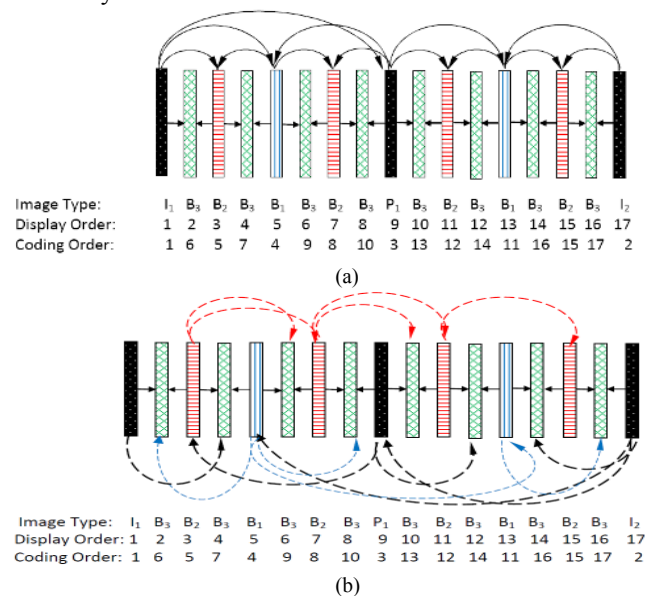 Image Type: I₁ B₃ B₂ B₃ B₁ B₃ B₂ B₃ P₁ B₃ B₂ B₃ B₁ B₃ B₂ B₃ I₂
Display Order: 1 2 3 4 5 6 7 8 9 10 11 12 13 14 15 16 17
Coding Order: 1 6 5 7 4 9 8 10 3 13 12 14 11 16 15 17 2
(a)
Image Type: I₁ B₃ B₂ B₃ B₁ B₃ B₂ B₃ P₁ B₃ B₂ B₃ B₁ B₃ B₂ B₃ I₂
Display Order: 1 2 3 4 5 6 7 8 9 10 11 12 13 14 15 16 17
Coding Order: 1 6 5 7 4 9 8 10 3 13 12 14 11 16 15 17 2
(b)